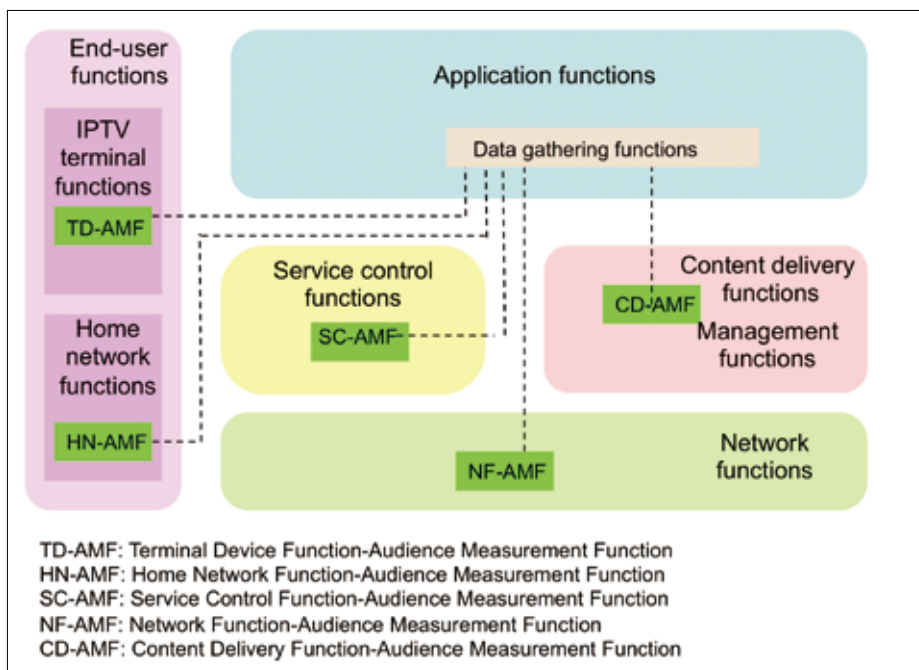 End-user
functions
IPTV
terminal
functions
TD-AMF
Home
network
functions
HN-AMF
Application functions
Data gathering functions
Service control
functions
SC-AMF
Content delivery
functions
CD-AMF
Management
functions
Network
functions
NF-AMF
TD-AMF: Terminal Device Function-Audience Measurement Function
HN-AMF: Home Network Function-Audience Measurement Function
SC-AMF: Service Control Function-Audience Measurement Function
NF-AMF: Network Function-Audience Measurement Function
CD-AMF: Content Delivery Function-Audience Measurement Function